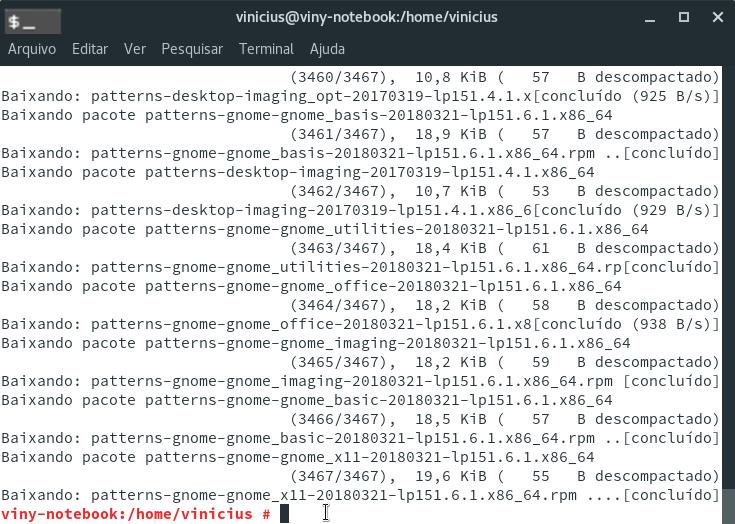 $_
vinicius@viny-notebook:/home/vinicius
Arquivo Editar Ver Pesquisar Terminal Ajuda
(3460/3467), 10,8 KiB ( 57 B descompactado)
Baixando: patterns-desktop-imaging_opt-20170319-lp151.4.1.x[concluído (925 B/s)]
Baixando pacote patterns-gnome-gnome_basis-20180321-lp151.6.1.x86_64
(3461/3467), 18,9 KiB ( 57 B descompactado)
Baixando: patterns-gnome-gnome_basis-20180321-lp151.6.1.x86_64.rpm ..[concluído]
Baixando pacote patterns-desktop-imaging-20170319-lp151.4.1.x86_64
(3462/3467), 10,7 KiB ( 53 B descompactado)
Baixando: patterns-desktop-imaging-20170319-lp151.4.1.x86_6[concluído (929 B/s)]
Baixando pacote patterns-gnome-gnome_utilities-20180321-lp151.6.1.x86_64
(3463/3467), 18,4 KiB ( 61 B descompactado)
Baixando: patterns-gnome-gnome_utilities-20180321-lp151.6.1.x86_64.rp[concluído]
Baixando pacote patterns-gnome-gnome_office-20180321-lp151.6.1.x86_64
(3464/3467), 18,2 KiB ( 58 B descompactado)
Baixando: patterns-gnome-gnome_office-20180321-lp151.6.1.x8[concluído (938 B/s)]
Baixando pacote patterns-gnome-gnome_imaging-20180321-lp151.6.1.x86_64
(3465/3467), 18,2 KiB ( 59 B descompactado)
Baixando: patterns-gnome-gnome_imaging-20180321-lp151.6.1.x86_64.rpm [concluído]
Baixando pacote patterns-gnome-gnome_basic-20180321-lp151.6.1.x86_64
(3466/3467), 18,5 KiB ( 57 B descompactado)
Baixando: patterns-gnome-gnome_basic-20180321-lp151.6.1.x86_64.rpm ..[concluído]
Baixando pacote patterns-gnome-gnome_x11-20180321-lp151.6.1.x86_64
(3467/3467), 19,6 KiB ( 55 B descompactado)
Baixando: patterns-gnome-gnome_x11-20180321-lp151.6.1.x86_64.rpm ....[concluído]
viny-notebook:/home/vinicius #